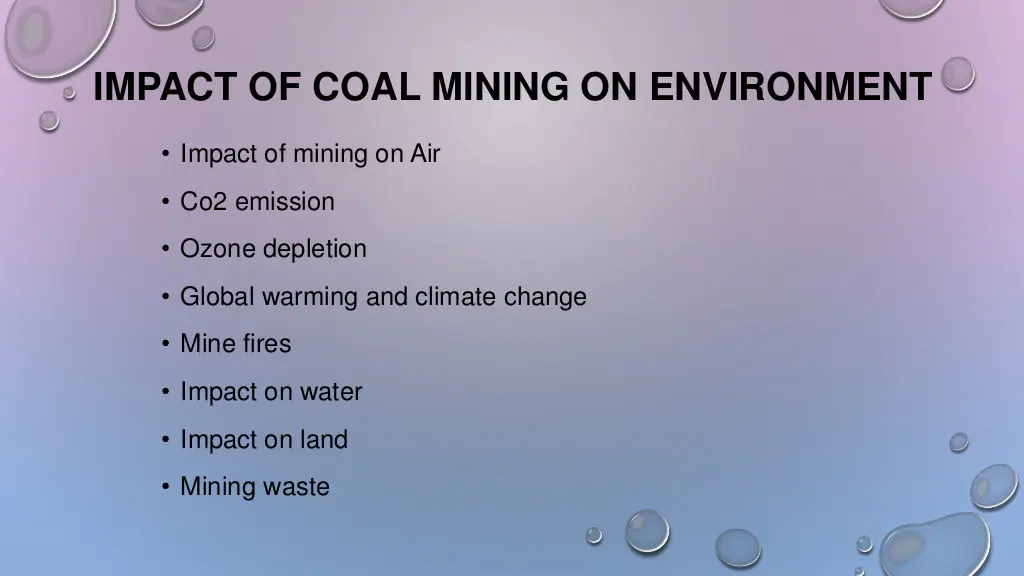 IMPACT OF COAL MINING ON ENVIRONMENT
• Impact of mining on Air
• Co2 emission
• Ozone depletion
• Global warming and climate change
• Mine fires
• Impact on water
• Impact on land
• Mining waste